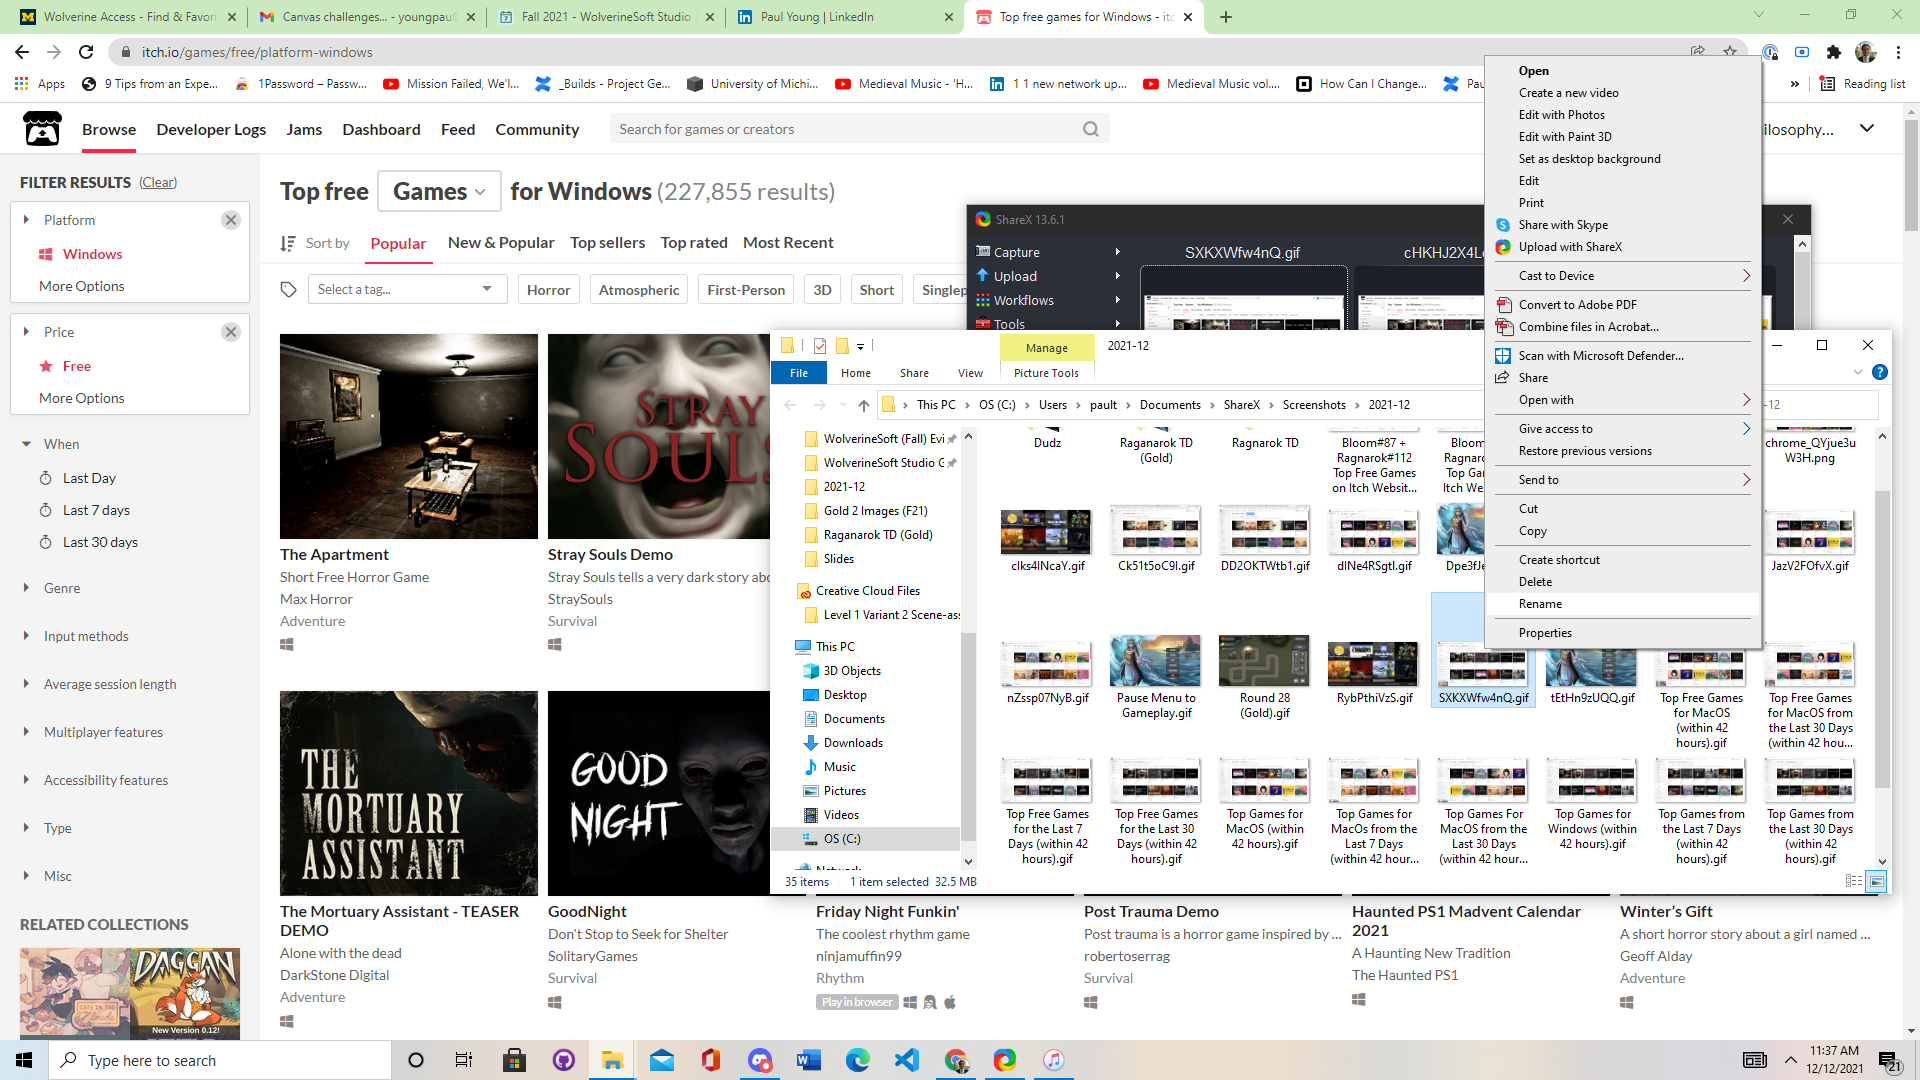 Wolverine Access - Find & Favorit
Canvas challenges... - youngpau@
Fall 2021 - WolverineSoft Studio
Paul Young | LinkedIn
Top free games for Windows - itc
itch.io/games/free/platform-windows
Apps
9 Tips from an Expe...
1Password – Passw...
Mission Failed, We'l...
_Builds - Project Ge...
University of Michi...
Medieval Music - 'H...
1 1 new network up...
Medieval Music vol....
How Can I Change...
Pau
»
Reading list
Browse
Developer Logs
Jams
Dashboard
Feed
Community
Search for games or creators
ilosophy...
FILTER RESULTS (Clear)
Platform
Windows
More Options
Price
Free
More Options
When
Last Day
Last 7 days
Last 30 days
Genre
Input methods
Average session length
Multiplayer features
Accessibility features
Type
Misc
RELATED COLLECTIONS
DAGGAN
New Version 0.12!
Top free Games for Windows (227,855 results)
Sort by
Popular
New & Popular
Top sellers
Top rated
Most Recent
Select a tag...
Horror
Atmospheric
First-Person
3D
Short
Singlep
STRAY
SOULS
The Apartment
Short Free Horror Game
Max Horror
Adventure
Stray Souls Demo
Stray Souls tells a very dark story abo
StraySouls
Survival
THE
MORTUARY
ASSISTANT
GOOD
NIGHT
The Mortuary Assistant - TEASER
DEMO
Alone with the dead
DarkStone Digital
Adventure
GoodNight
Don't Stop to Seek for Shelter
SolitaryGames
Survival
Friday Night Funkin'
The coolest rhythm game
ninjamuffin99
Rhythm
Play in browser
Post Trauma Demo
Post trauma is a horror game inspired by ...
robertoserrag
Survival
Haunted PS1 Madvent Calendar
2021
A Haunting New Tradition
The Haunted PS1
Winter's Gift
A short horror story about a girl named ...
Geoff Alday
Adventure
ShareX 13.6.1
Capture
Upload
Workflows
Tools
SXKXWfw4nQ.gif
cHKHJ2X4L
Manage
2021-12
File
Home
Share
View
Picture Tools
This PC
OS (C:)
Users
pault
Documents
ShareX
Screenshots
2021-12
-12
WolverineSoft (Fall) Evi
WolverineSoft Studio G
2021-12
Gold 2 Images (F21)
Raganarok TD (Gold)
Slides
Creative Cloud Files
Level 1 Variant 2 Scene-ass
This PC
3D Objects
Desktop
Documents
Downloads
Music
Pictures
Videos
OS (C:)
Network
Dudz
Raganarok TD
(Gold)
Ragnarok TD
Bloom#87 +
Ragnarok#112
Top Free Games
on Itch Websit...
Bloom
Ragnaro
Top Gam
Itch We
chrome_QYjue3u
W3H.png
clks4lNcaY.gif
Ck51t5oC9l.gif
DD2OKTWtb1.gif
dlNe4RSgtl.gif
Dpe3fJe
JazV2FOfvX.gif
nZssp07NyB.gif
Pause Menu to
Gameplay.gif
Round 28
(Gold).gif
RybPthiVzS.gif
SXKXWfw4nQ.gif
tEtHn9zUQQ.gif
Top Free Games
for MacOS
(within 42
hours).gif
Top Free Games
for MacOS from
the Last 30 Days
(within 42 hou...
Top Free Games
for the Last 7
Days (within 42
hours).gif
Top Free Games
for the Last 30
Days (within 42
hours).gif
Top Games for
MacOS (within
42 hours).gif
Top Games for
MacOs from the
Last 7 Days
(within 42 hour...
Top Games For
MacOS from the
Last 30 Days
(within 42 hour...
Top Games for
Windows (within
42 hours).gif
Top Games from
the Last 7 Days
(within 42
hours).gif
Top Games from
the Last 30 Days
(within 42
hours).gif
35 items
1 item selected 32.5 MB
Open
Create a new video
Edit with Photos
Edit with Paint 3D
Set as desktop background
Edit
Print
Share with Skype
Upload with ShareX
Cast to Device
Convert to Adobe PDF
Combine files in Acrobat...
Scan with Microsoft Defender...
Share
Open with
Give access to
Restore previous versions
Send to
Cut
Copy
Create shortcut
Delete
Rename
Properties
Type here to search
11:37 AM
12/12/2021
21